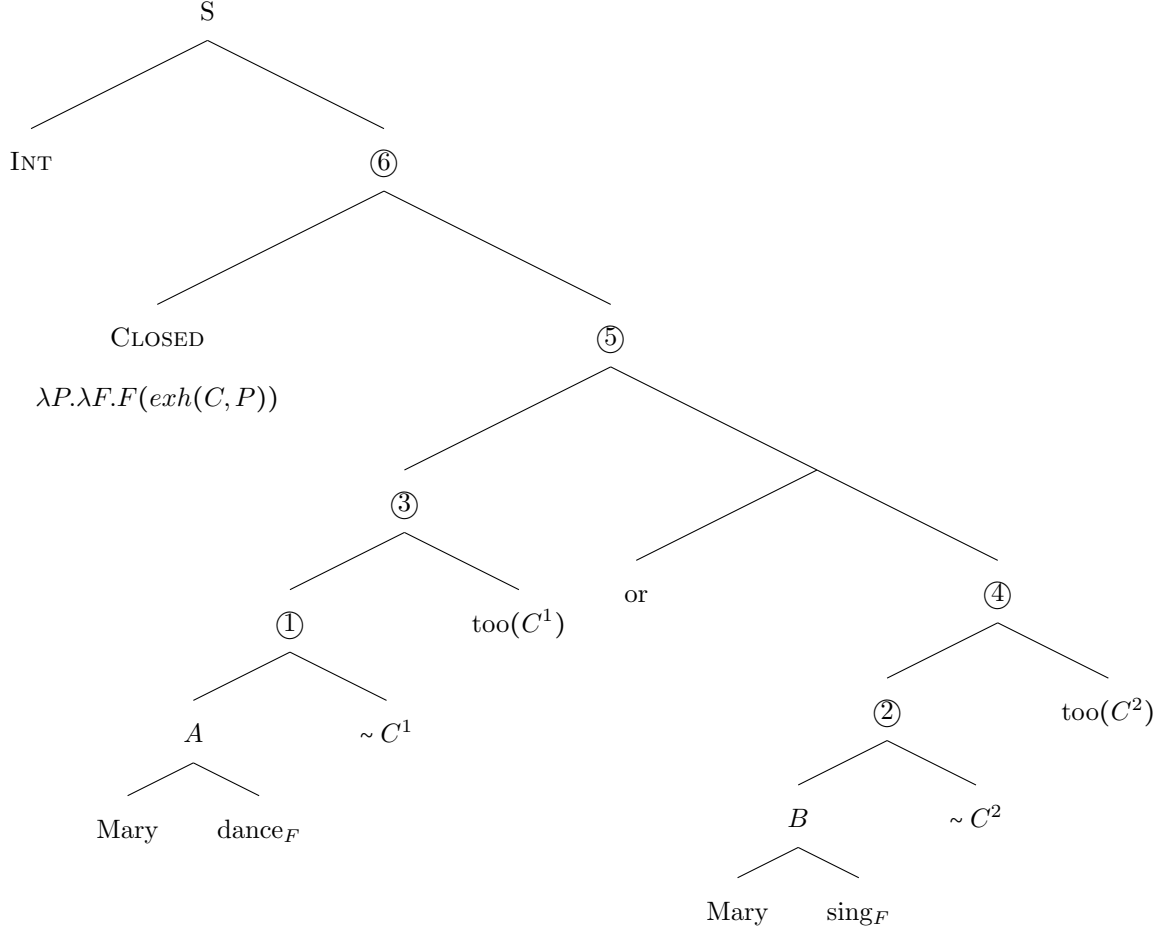 S
INT ⑥
CLOSED ⑤
λP.λF.F(exh(C, P))
③
or ④
① too(C¹)
② too(C²)
A ~ C¹
B ~ C²
Mary dance_F
Mary sing_F